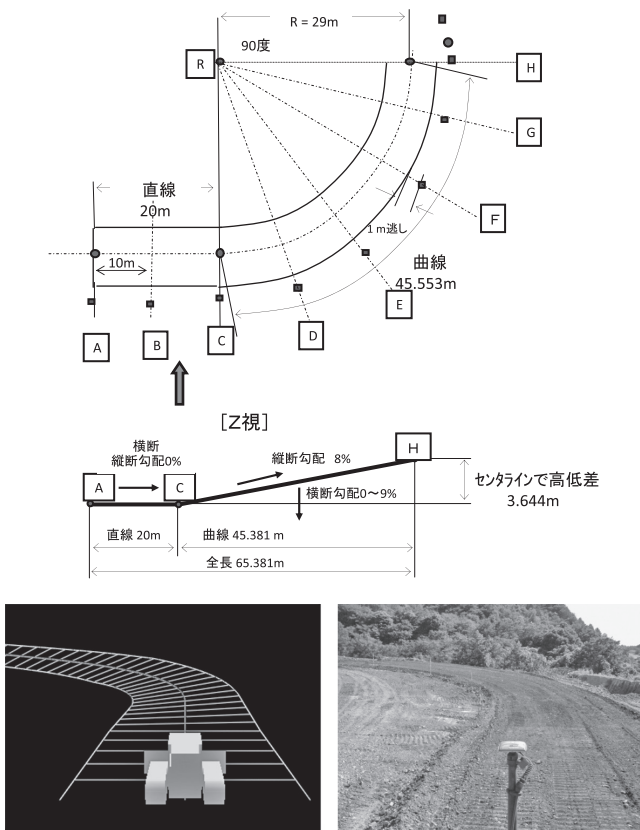 R = 29m
90度
R
H
G
直線
20m
F
1m逃し
10m
曲線
45.553m
E
D
C
A
B
[Z視]
横断
縦断勾配0%
縦断勾配 8%
H
A
C
横断勾配0～9%
センタラインで高低差
3.644m
直線 20m
曲線 45.381 m
全長 65.381m